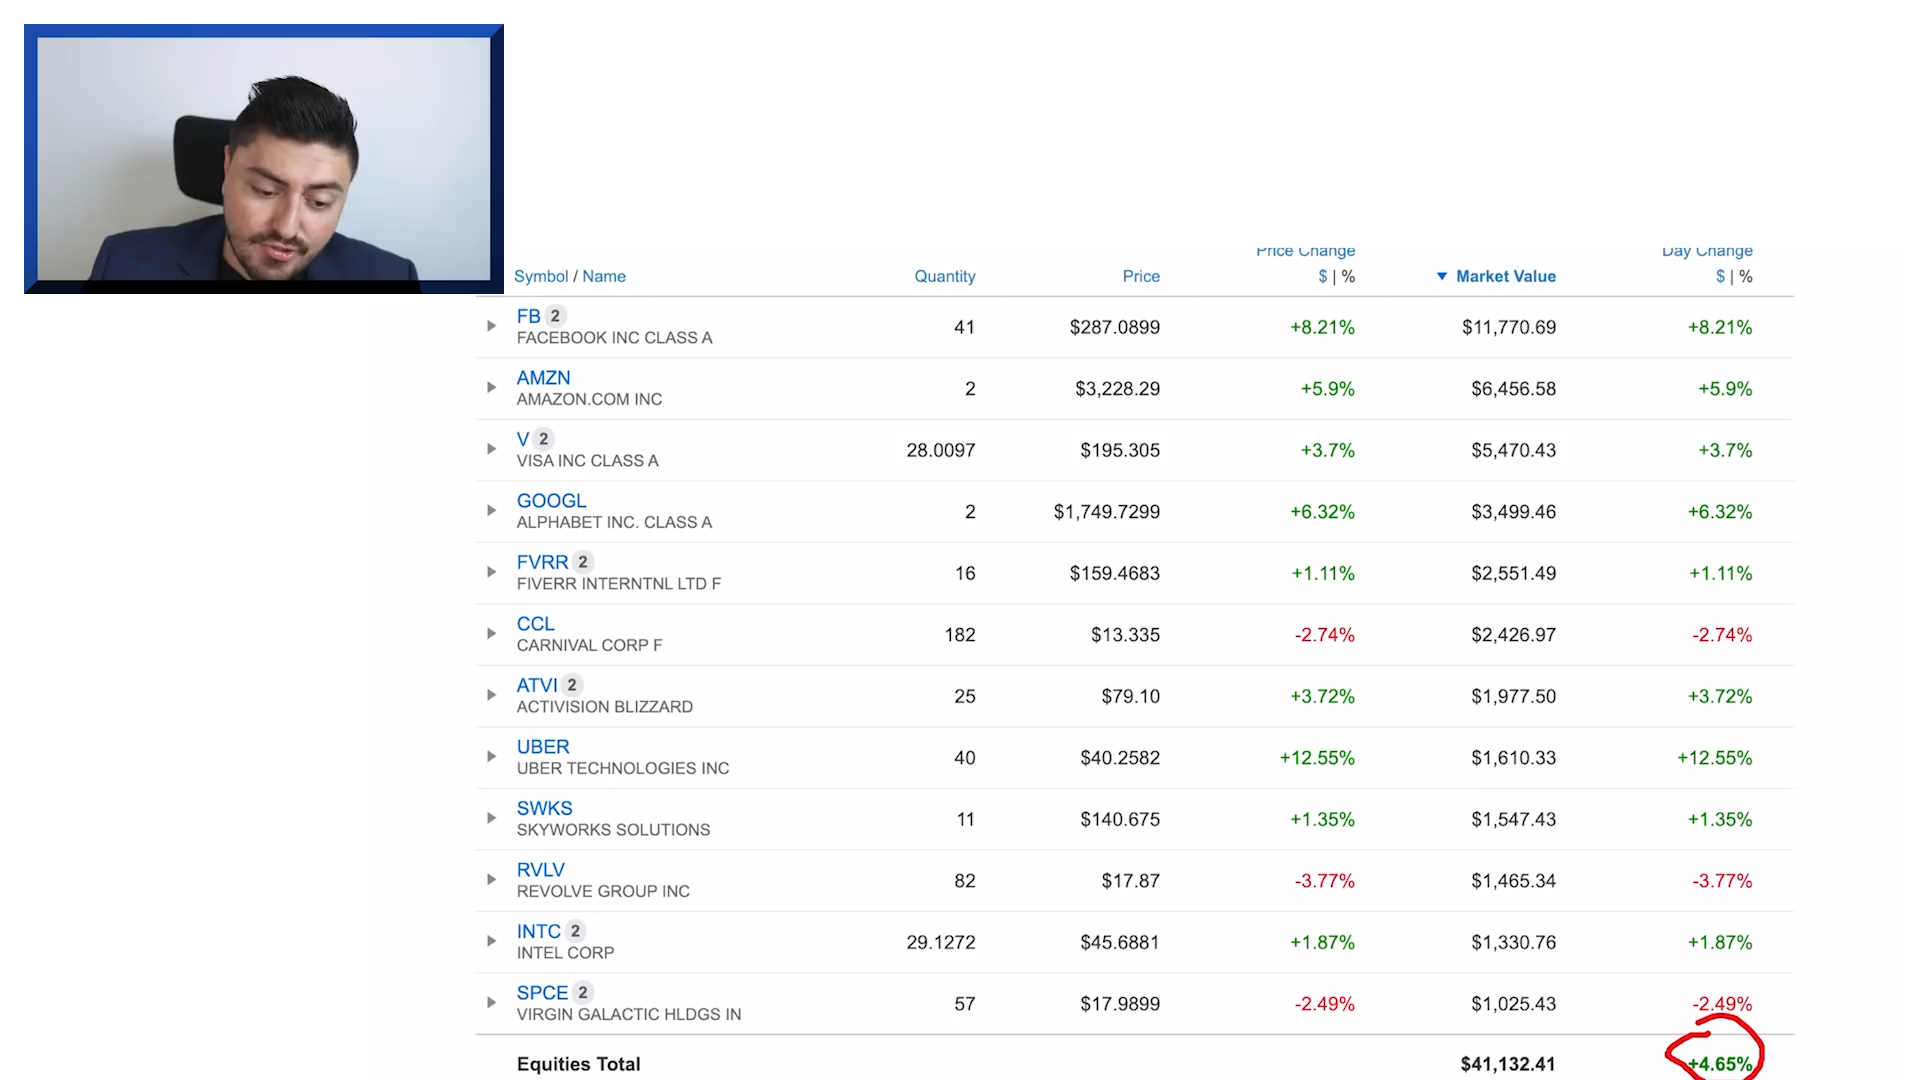 Price Change Day Change
Symbol / Name Quantity Price $ | % ▼ Market Value $ | %
FB 2
FACEBOOK INC CLASS A 41 $287.0899 +8.21% $11,770.69 +8.21%
AMZN
AMAZON.COM INC 2 $3,228.29 +5.9% $6,456.58 +5.9%
V 2
VISA INC CLASS A 28.0097 $195.305 +3.7% $5,470.43 +3.7%
GOOGL
ALPHABET INC. CLASS A 2 $1,749.7299 +6.32% $3,499.46 +6.32%
FVRR 2
FIVERR INTERNTNL LTD F 16 $159.4683 +1.11% $2,551.49 +1.11%
CCL
CARNIVAL CORP F 182 $13.335 -2.74% $2,426.97 -2.74%
ATVI 2
ACTIVISION BLIZZARD 25 $79.10 +3.72% $1,977.50 +3.72%
UBER
UBER TECHNOLOGIES INC 40 $40.2582 +12.55% $1,610.33 +12.55%
SWKS
SKYWORKS SOLUTIONS 11 $140.675 +1.35% $1,547.43 +1.35%
RVLV
REVOLVE GROUP INC 82 $17.87 -3.77% $1,465.34 -3.77%
INTC 2
INTEL CORP 29.1272 $45.6881 +1.87% $1,330.76 +1.87%
SPCE 2
VIRGIN GALACTIC HLDGS IN 57 $17.9899 -2.49% $1,025.43 -2.49%
Equities Total $41,132.41 +4.65%